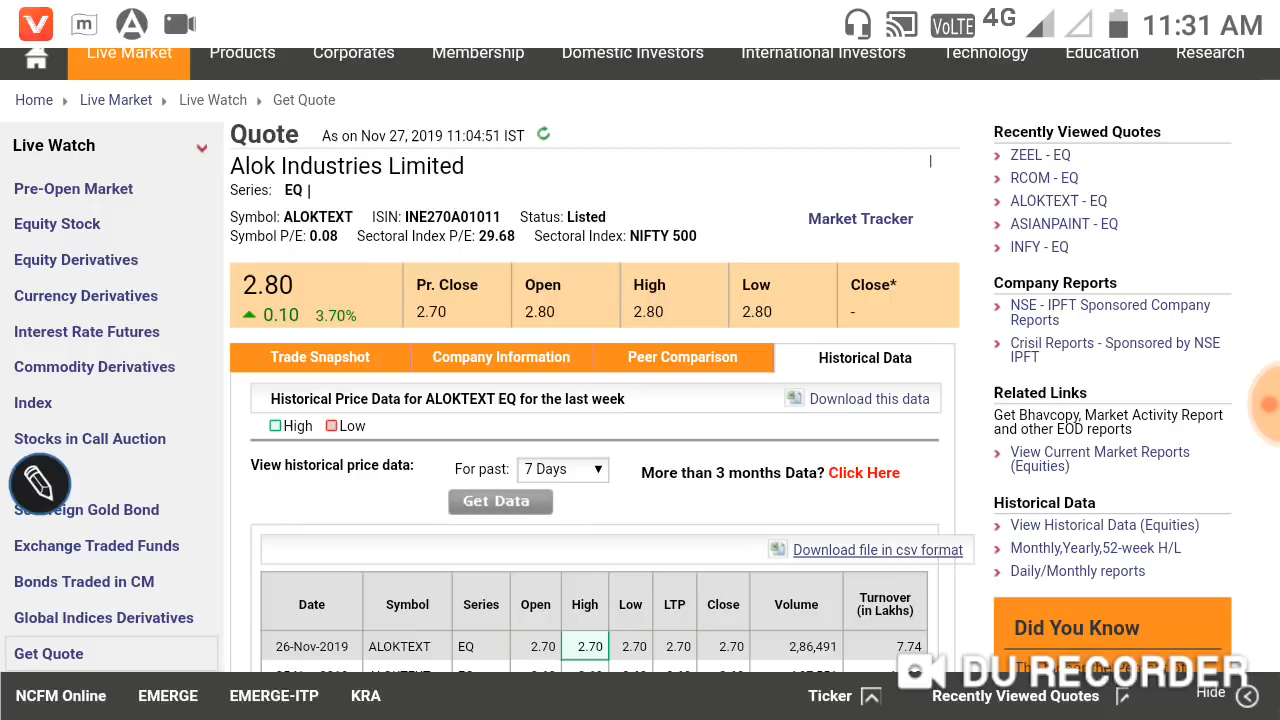 V m A VoLTE 4G 11:31 AM
Live Market Products Corporates Membership Domestic Investors International Investors Technology Education Research
Home Live Market Live Watch Get Quote
Live Watch
Pre-Open Market
Equity Stock
Equity Derivatives
Currency Derivatives
Interest Rate Futures
Commodity Derivatives
Index
Stocks in Call Auction
Gold Bond
Exchange Traded Funds
Bonds Traded in CM
Global Indices Derivatives
Get Quote
Quote As on Nov 27, 2019 11:04:51 IST
Alok Industries Limited |
Series: EQ |
Symbol: ALOKTEXT ISIN: INE270A01011 Status: Listed
Market Tracker
Symbol P/E: 0.08 Sectoral Index P/E: 29.68 Sectoral Index: NIFTY 500
2.80 Pr. Close Open High Low Close*
0.10 3.70% 2.70 2.80 2.80 2.80 -
Trade Snapshot Company Information Peer Comparison Historical Data
Historical Price Data for ALOKTEXT EQ for the last week Download this data
High Low
View historical price data: For past: 7 Days ▼ More than 3 months Data? Click Here
Get Data
Download file in csv format
Date Symbol Series Open High Low LTP Close Volume Turnover (in Lakhs)
26-Nov-2019 ALOKTEXT EQ 2.70 2.70 2.70 2.70 2.70 2,86,491 7.74
Recently Viewed Quotes
ZEEL - EQ
RCOM - EQ
ALOKTEXT - EQ
ASIANPAINT - EQ
INFY - EQ
Company Reports
NSE - IPFT Sponsored Company
Reports
Crisil Reports - Sponsored by NSE
IPFT
Related Links
Get Bhavcopy, Market Activity Report
and other EOD reports
View Current Market Reports
(Equities)
Historical Data
View Historical Data (Equities)
Monthly,Yearly,52-week H/L
Daily/Monthly reports
Did You Know
DU RECORDER
NCFM Online EMERGE EMERGE-ITP KRA Ticker Recently Viewed Quotes Hide